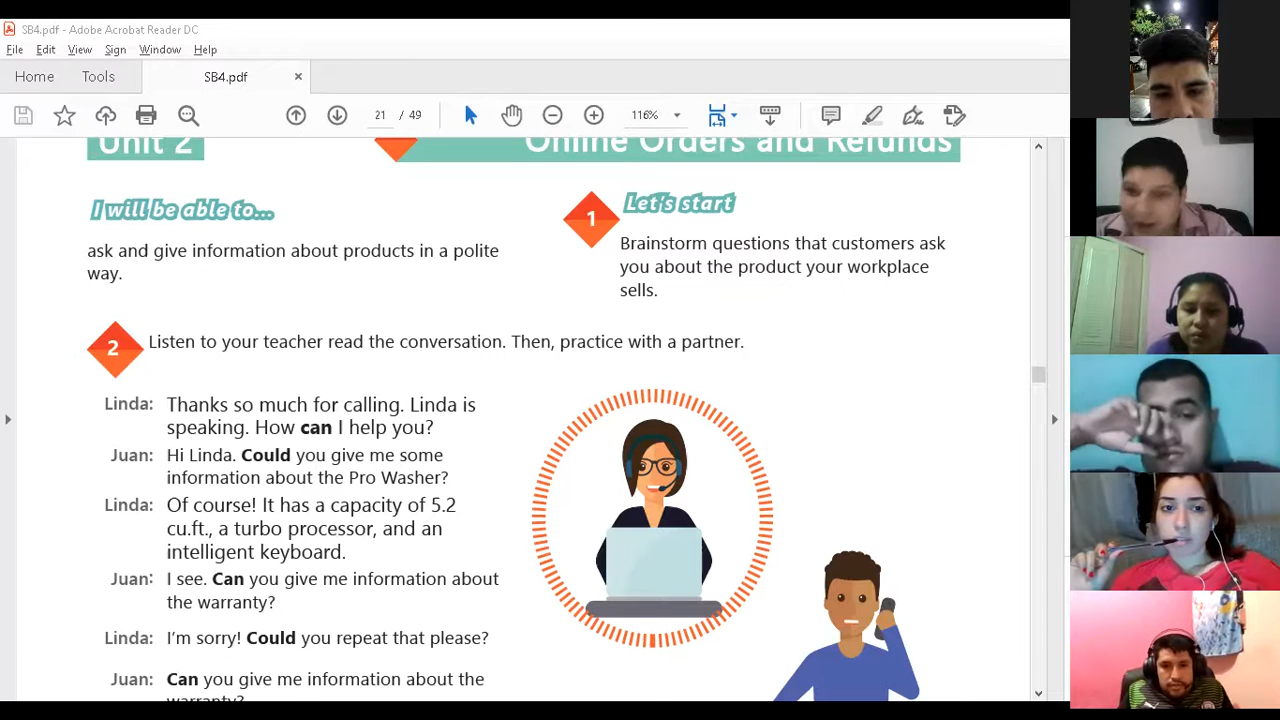 SB4.pdf - Adobe Acrobat Reader DC
File Edit View Sign Window Help
Home Tools SB4.pdf ×
21 / 49 116%
Unit 2 Online Orders and Refunds
I will be able to...
ask and give information about products in a polite
way.
1 Let's start
Brainstorm questions that customers ask
you about the product your workplace
sells.
2 Listen to your teacher read the conversation. Then, practice with a partner.
Linda: Thanks so much for calling. Linda is
speaking. How can I help you?
Juan: Hi Linda. Could you give me some
information about the Pro Washer?
Linda: Of course! It has a capacity of 5.2
cu.ft., a turbo processor, and an
intelligent keyboard.
Juan: I see. Can you give me information about
the warranty?
Linda: I'm sorry! Could you repeat that please?
Juan: Can you give me information about the
warranty?